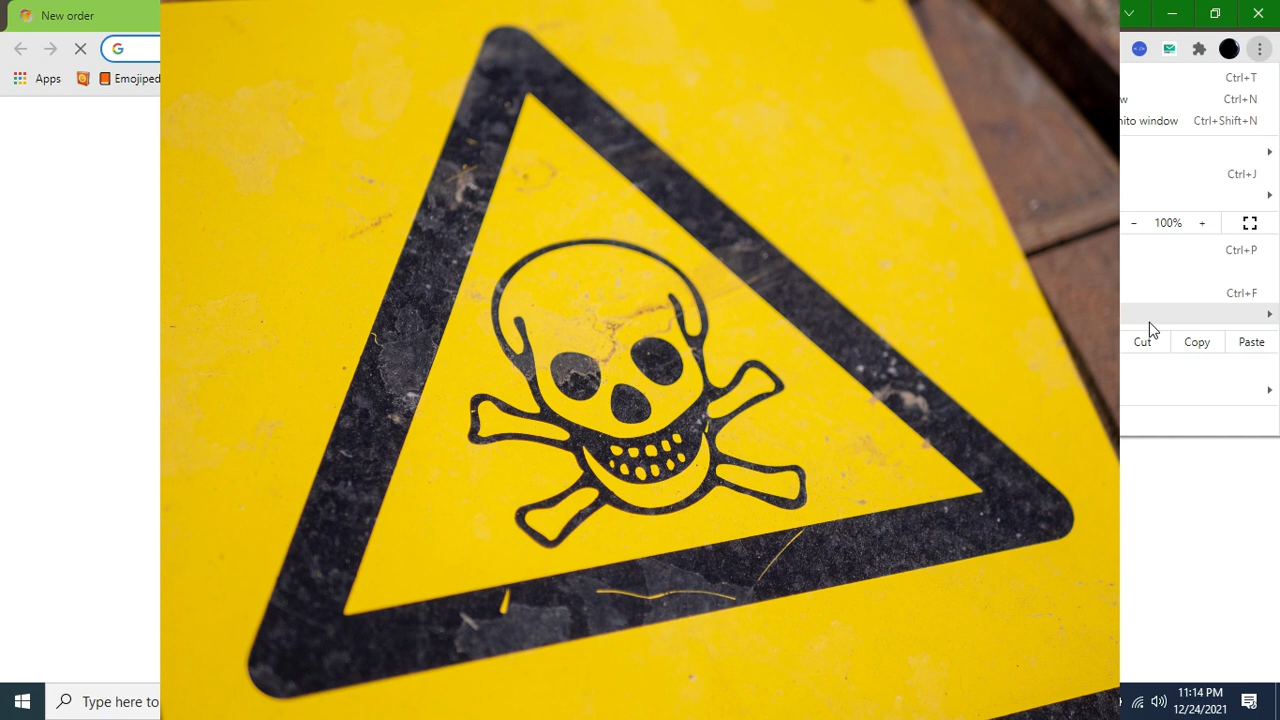 New order
Apps
Emojiped
Type here to
Ctrl+T
w
Ctrl+N
nito window
Ctrl+Shift+N
Ctrl+J
− 100% +
Ctrl+P
Ctrl+F
Cut
Copy
Paste
11:14 PM
12/24/2021